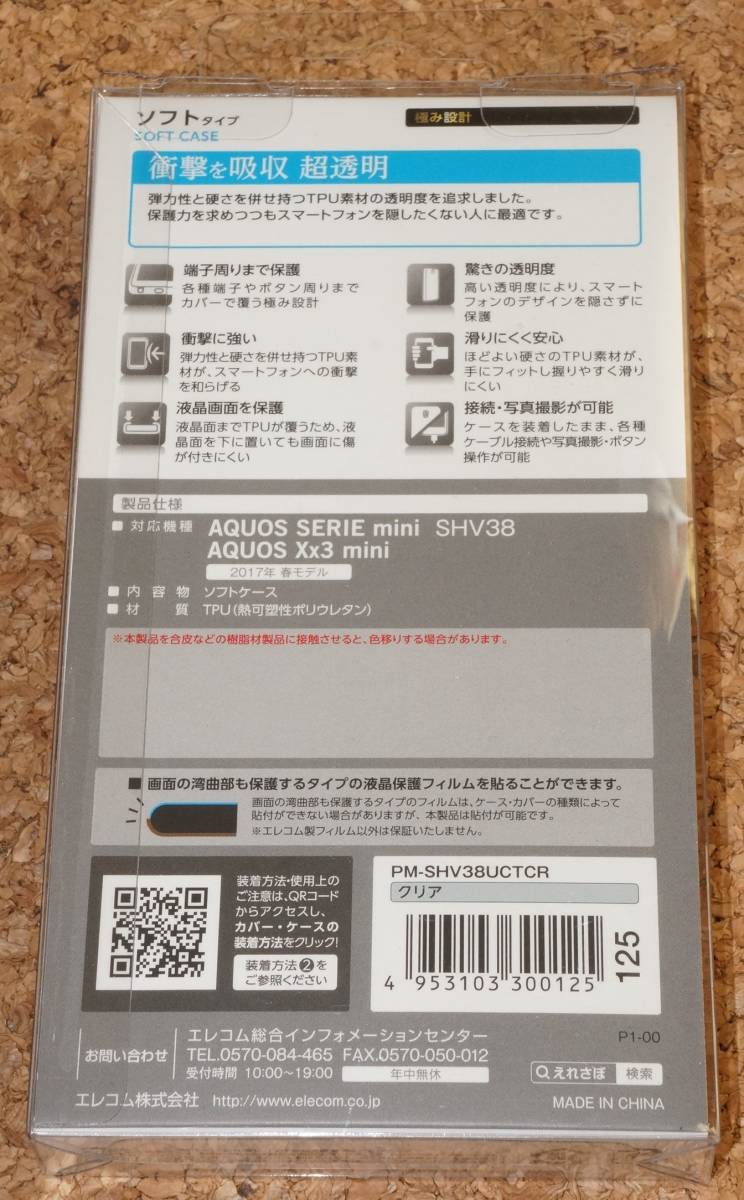 ソフトタイプ
SOFT CASE
極み設計
衝撃を吸収 超透明
弾力性と硬さを併せ持つTPU素材の透明度を追求しました。
保護力を求めつつもスマートフォンを隠したくない人に最適です。
端子周りまで保護
各種端子やボタン周りまで
カバーで覆う極み設計
驚きの透明度
高い透明度により、スマート
フォンのデザインを隠さずに
保護
衝撃に強い
弾力性と硬さを併せ持つTPU素
材が、スマートフォンへの衝撃
を和らげる
滑りにくく安心
ほどよい硬さのTPU素材が、
手にフィットし握りやすく滑り
にくい
液晶画面を保護
液晶面までTPUが覆うため、液
晶面を下に置いても画面に傷
が付きにくい
接続・写真撮影が可能
ケースを装着したまま、各種
ケーブル接続や写真撮影・ボタン
操作が可能
製品仕様
■ 対応機種 AQUOS SERIE mini SHV38
AQUOS Xx3 mini
2017年 春モデル
■ 内容物 ソフトケース
■ 材質 TPU(熱可塑性ポリウレタン)
※本製品を合皮などの樹脂材製品に接触させると、色移りする場合があります。
■ 画面の湾曲部も保護するタイプの液晶保護フィルムを貼ることができます。
画面の湾曲部も保護するタイプのフィルムは、ケース・カバーの種類によって
貼付ができない場合がありますが、本製品は貼付が可能です。
※エレコム製フィルム以外は保証いたしません。
装着方法・使用上の
ご注意は、QRコード
からアクセスし、
カバー・ケースの
装着方法をクリック!
装着方法❷を
ご参照ください
PM-SHV38UCTCR
クリア
4 953103 300125
125
P1-00
お問い合わせ
エレコム総合インフォメーションセンター
TEL.0570-084-465 FAX.0570-050-012
受付時間 10:00~19:00 年中無休
えれさぽ 検索
エレコム株式会社 http://www.elecom.co.jp
MADE IN CHINA